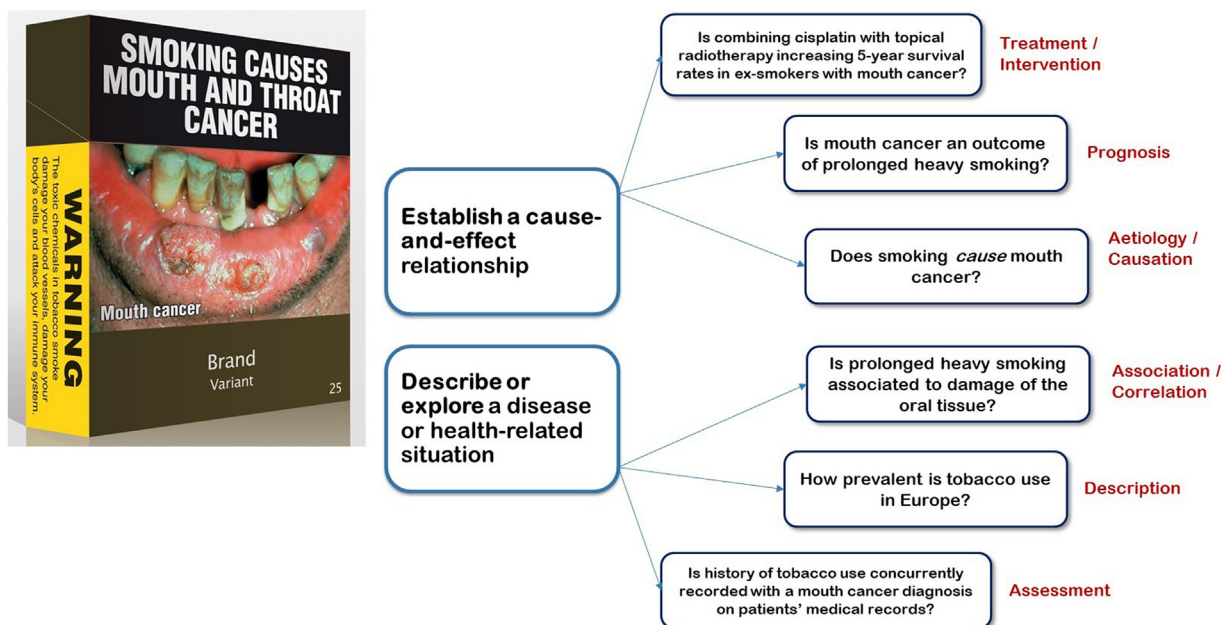 SMOKING CAUSES
MOUTH AND THROAT
CANCER
WARNING
The toxic chemicals in tobacco smoke
damage your blood vessels, damage your
body's cells and attack your immune system.
Mouth cancer
Brand
Variant
25
Establish a cause-
and-effect
relationship
Is combining cisplatin with topical
radiotherapy increasing 5-year survival
rates in ex-smokers with mouth cancer?
Treatment /
Intervention
Is mouth cancer an outcome
of prolonged heavy smoking?
Prognosis
Does smoking cause mouth
cancer?
Aetiology /
Causation
Describe or
explore a disease
or health-related
situation
Is prolonged heavy smoking
associated to damage of the
oral tissue?
Association /
Correlation
How prevalent is tobacco use
in Europe?
Description
Is history of tobacco use concurrently
recorded with a mouth cancer diagnosis
on patients' medical records?
Assessment